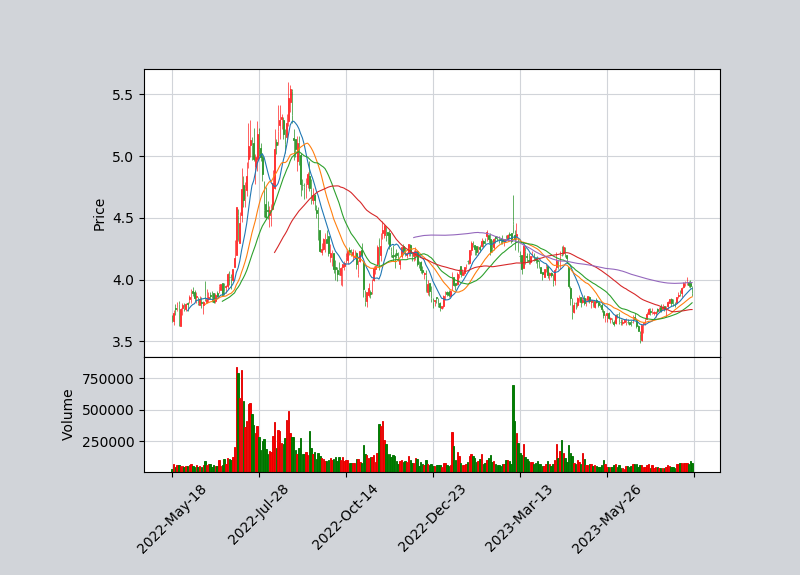 Price
5.5
5.0
4.5
4.0
3.5
Volume
750000
500000
250000
2022-May-18
2022-Jul-28
2022-Oct-14
2022-Dec-23
2023-Mar-13
2023-May-26